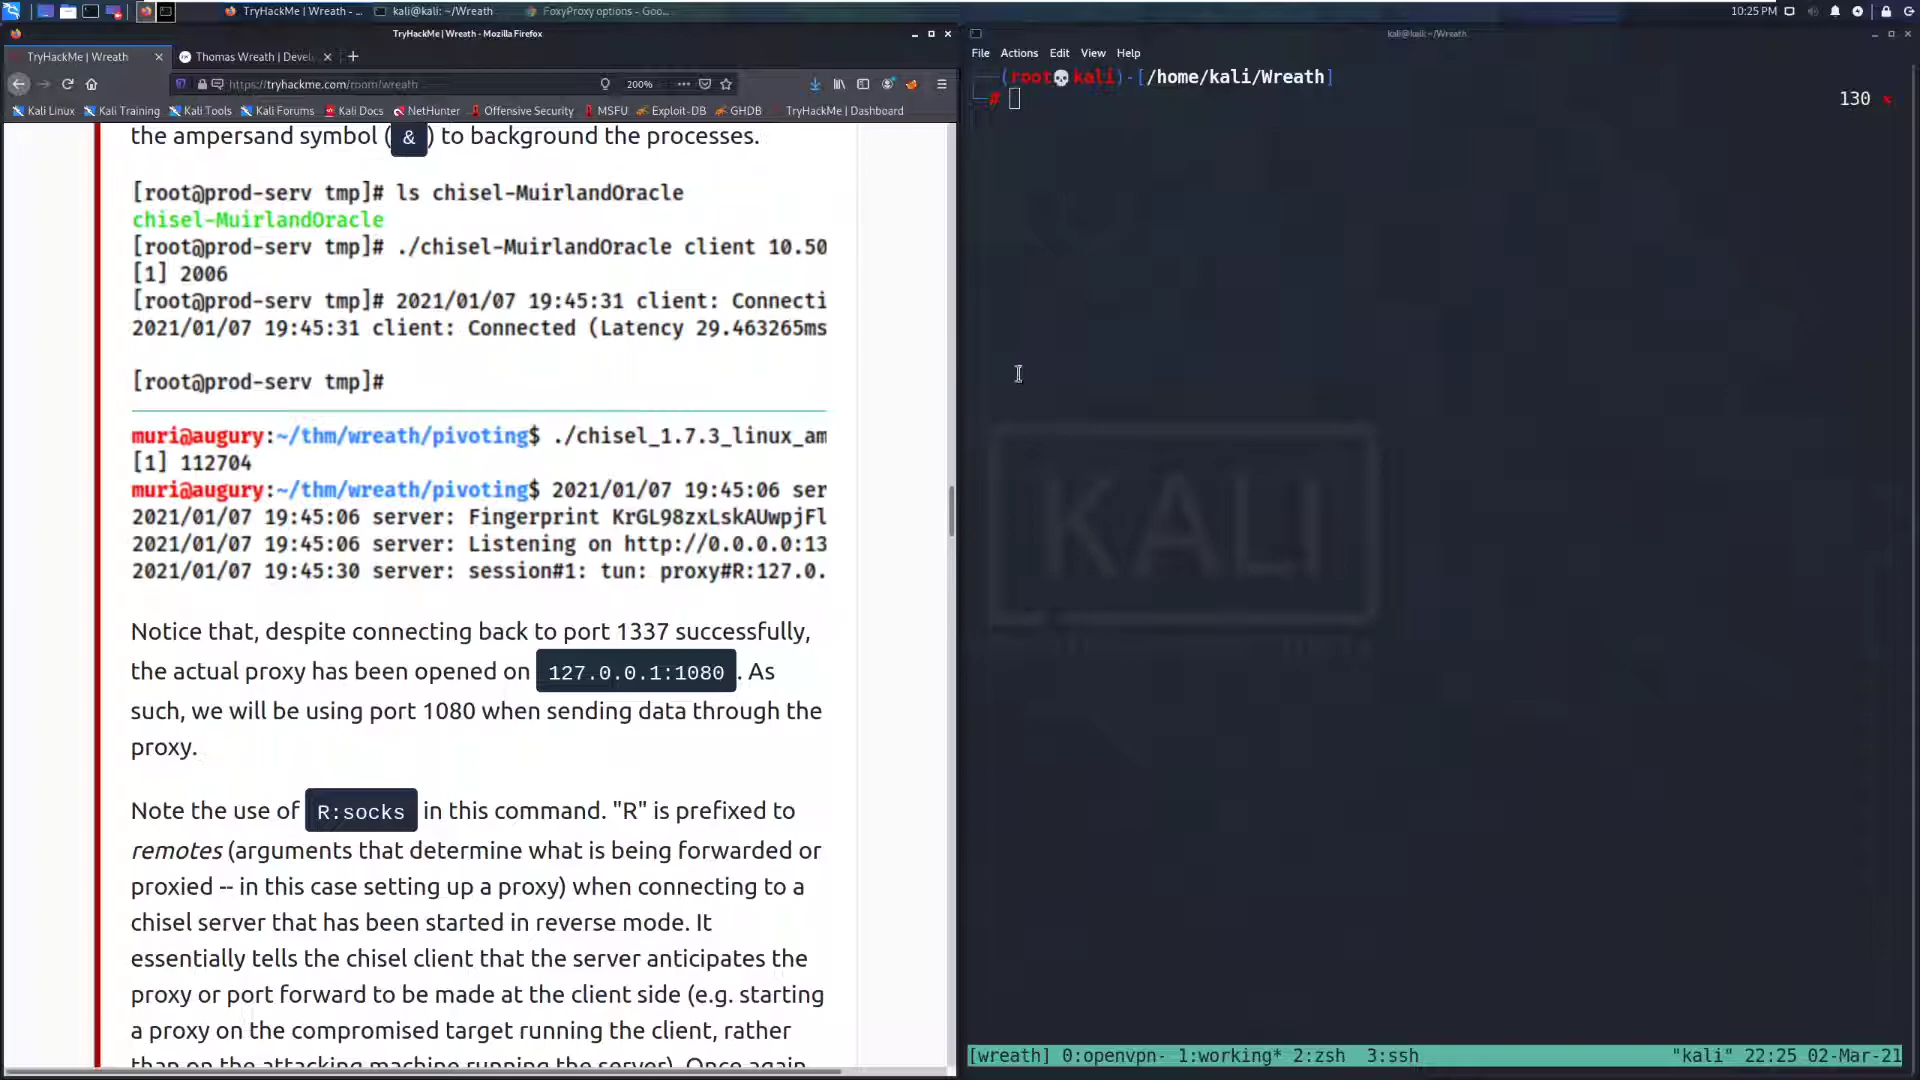 TryHackMe | Wreath - ...
kali@kali: ~/Wreath
FoxyProxy options - Goo...
10:25 PM
TryHackMe | Wreath - Mozilla Firefox
TryHackMe | Wreath
Thomas Wreath | Devel
https://tryhackme.com/room/wreath
200%
Kali Linux
Kali Training
Kali Tools
Kali Forums
Kali Docs
NetHunter
Offensive Security
MSFU
Exploit-DB
GHDB
TryHackMe | Dashboard
the ampersand symbol ( & ) to background the processes.
[root@prod-serv tmp]# ls chisel-MuirlandOracle
chisel-MuirlandOracle
[root@prod-serv tmp]# ./chisel-MuirlandOracle client 10.50
[1] 2006
[root@prod-serv tmp]# 2021/01/07 19:45:31 client: Connecti
2021/01/07 19:45:31 client: Connected (Latency 29.463265ms
[root@prod-serv tmp]#
muri@augury:~/thm/wreath/pivoting$ ./chisel_1.7.3_linux_am
[1] 112704
muri@augury:~/thm/wreath/pivoting$ 2021/01/07 19:45:06 ser
2021/01/07 19:45:06 server: Fingerprint KrGL98zxLskAUwpjFl
2021/01/07 19:45:06 server: Listening on http://0.0.0.0:13
2021/01/07 19:45:30 server: session#1: tun: proxy#R:127.0.
Notice that, despite connecting back to port 1337 successfully,
the actual proxy has been opened on 127.0.0.1:1080 . As
such, we will be using port 1080 when sending data through the
proxy.
Note the use of R:socks in this command. "R" is prefixed to
remotes (arguments that determine what is being forwarded or
proxied -- in this case setting up a proxy) when connecting to a
chisel server that has been started in reverse mode. It
essentially tells the chisel client that the server anticipates the
proxy or port forward to be made at the client side (e.g. starting
a proxy on the compromised target running the client, rather
than on the attacking machine running the server). Once again,
kali@kali: ~/Wreath
File Actions Edit View Help
(root💀kali)-[/home/kali/Wreath]
# 130 ⨯
KALI
[wreath] 0:openvpn- 1:working* 2:zsh 3:ssh "kali" 22:25 02-Mar-21